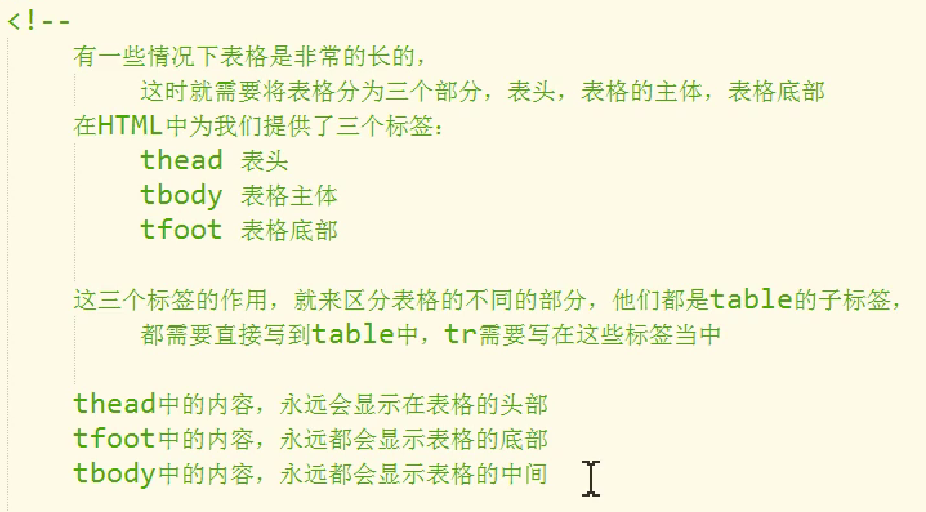 <!--
有一些情况下表格是非常的长的，
这时就需要将表格分为三个部分，表头，表格的主体，表格底部
在HTML中为我们提供了三个标签：
thead 表头
tbody 表格主体
tfoot 表格底部
这三个标签的作用，就来区分表格的不同的部分，他们都是table的子标签，
都需要直接写到table中，tr需要写在这些标签当中
thead中的内容，永远会显示在表格的头部
tfoot中的内容，永远都会显示表格的底部
tbody中的内容，永远都会显示表格的中间